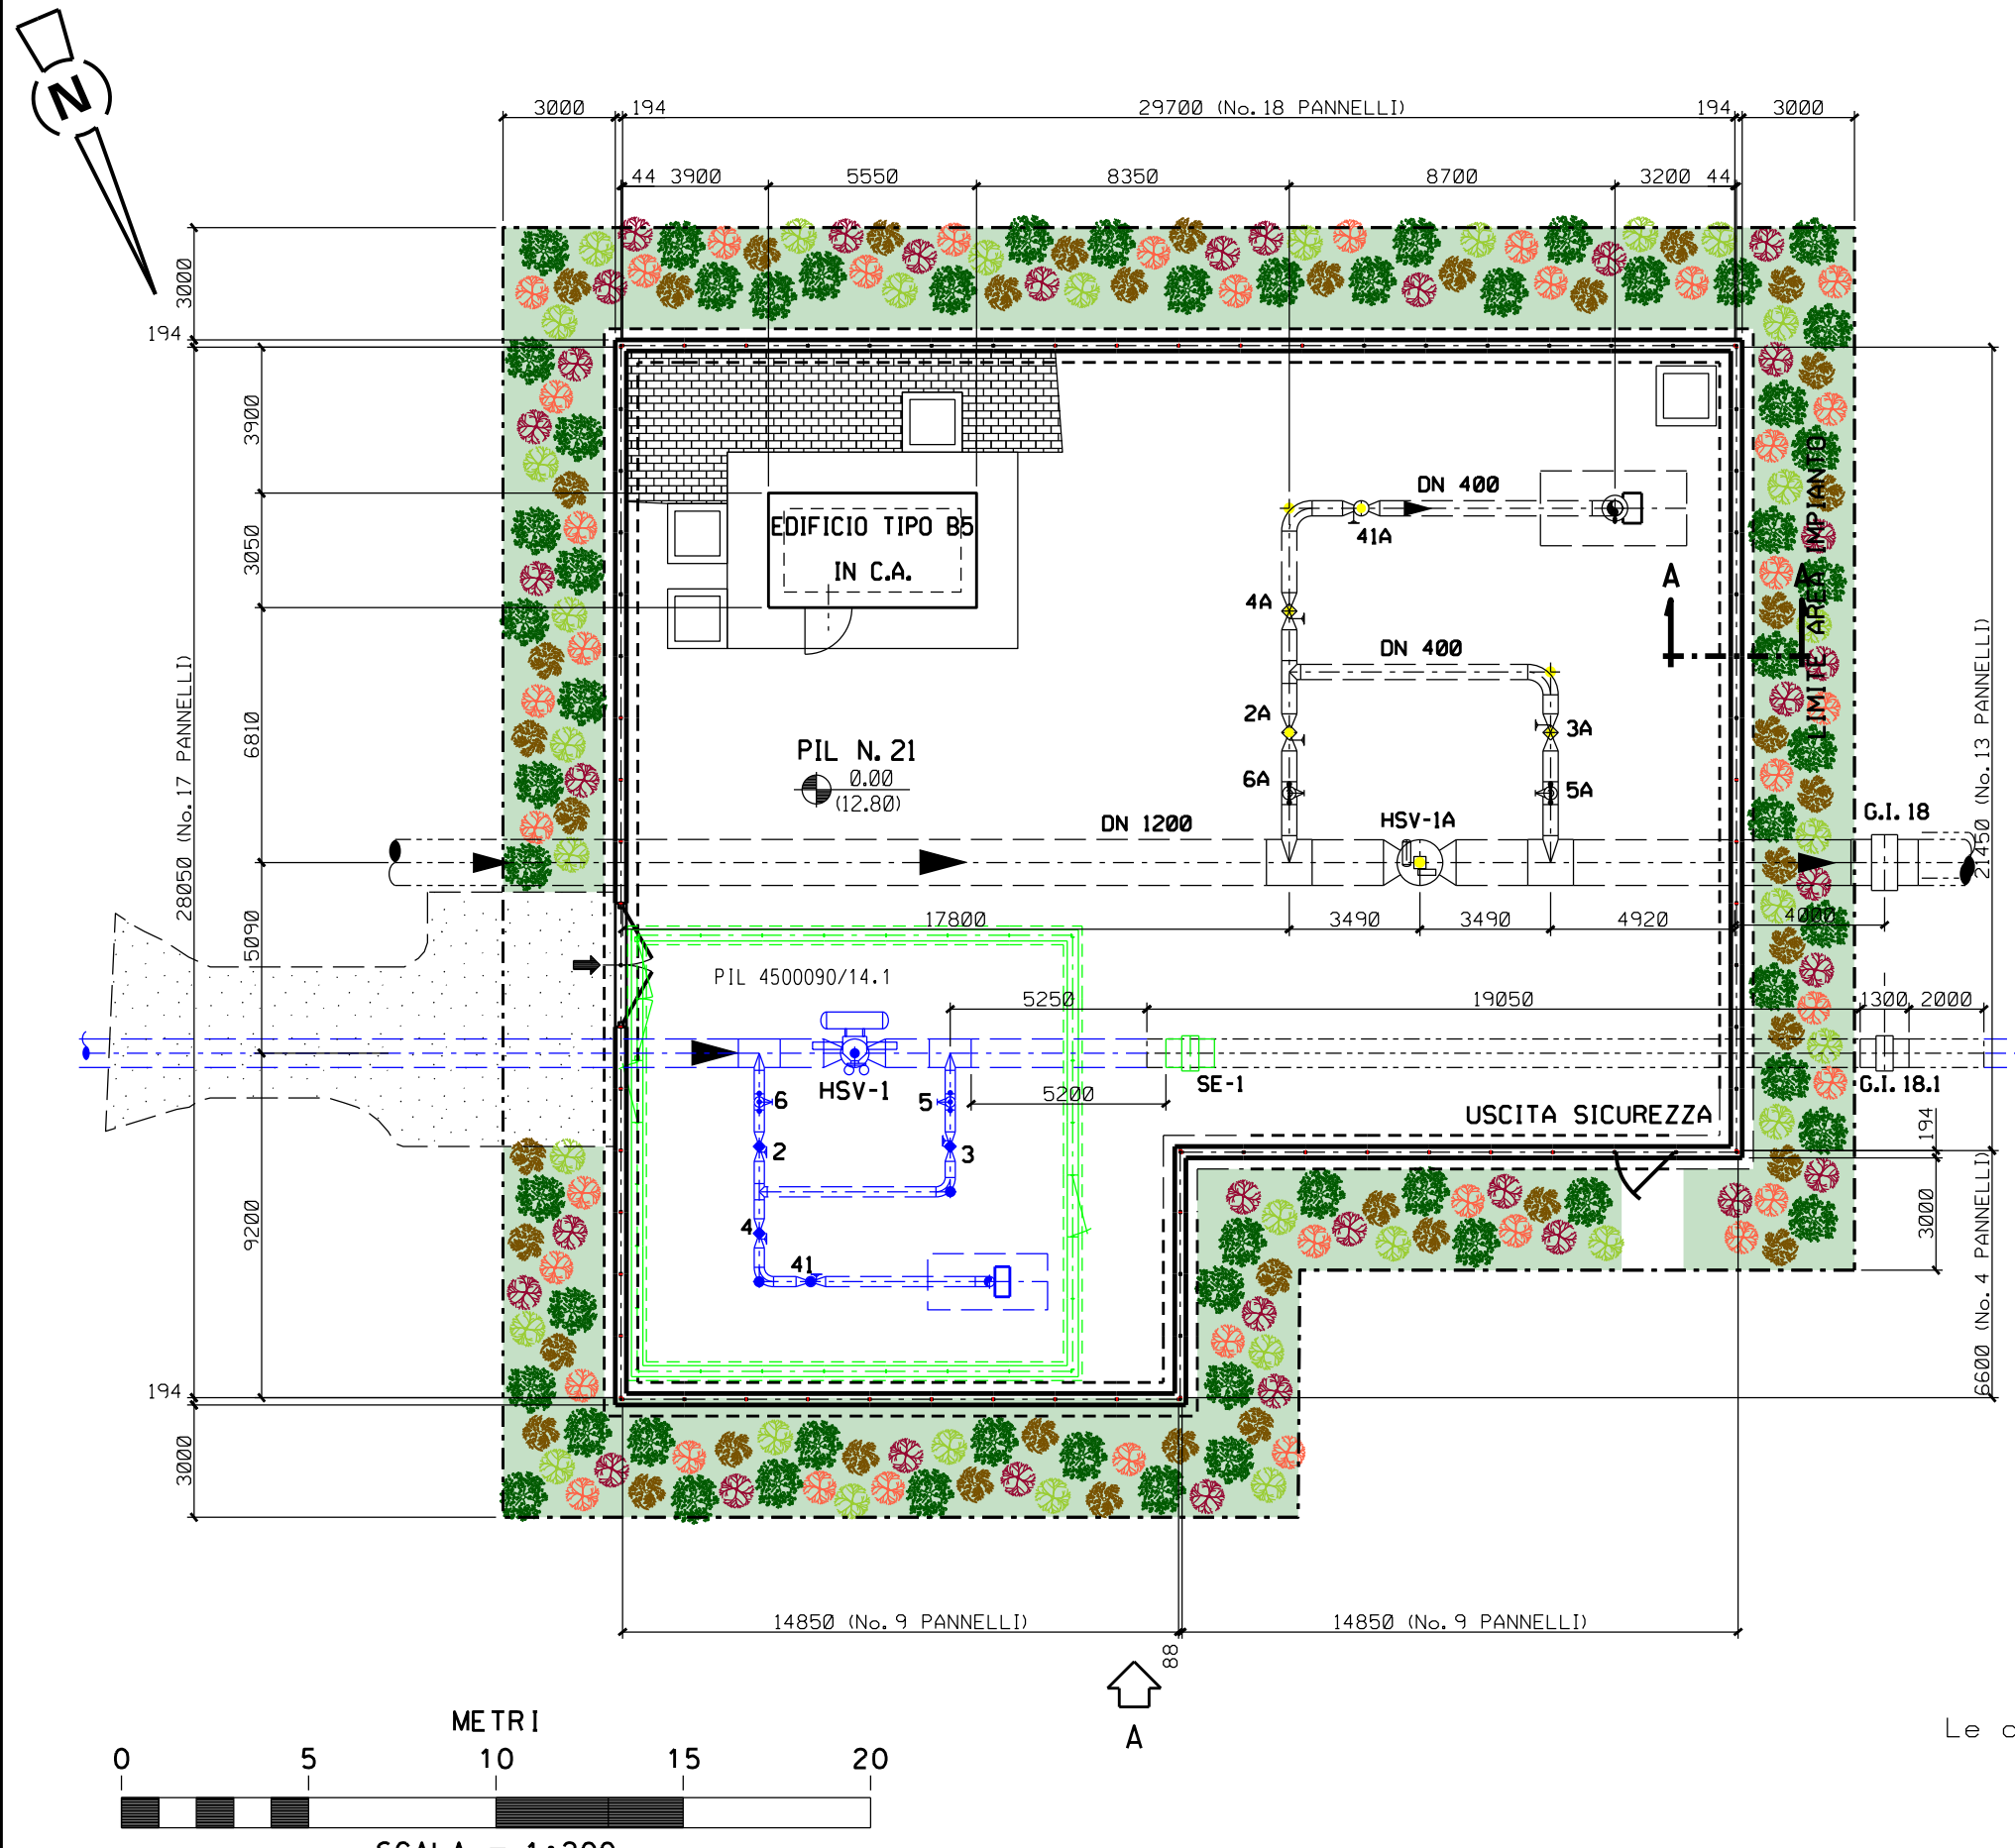 N
3000
194
29700 (No.18 PANNELLI)
194
3000
44
3900
5550
8350
8700
3200
44
3000
194
3900
3050
6810
28050 (No.17 PANNELLI)
5090
9200
194
3000
EDIFICIO TIPO B5
IN C.A.
DN 400
41A
4A
DN 400
2A
3A
6A
5A
A
A
LIMITE AREA IMPIANTO
21450 (No.13 PANNELLI)
PIL N.21
0.00
(12.80)
DN 1200
HSV-1A
G.I.18
17800
3490
3490
4920
4000
PIL 4500090/14.1
5250
19050
1300
2000
HSV-1
SE-1
G.I.18.1
5200
6
5
2
3
4
41
USCITA SICUREZZA
194
3000
6600 (No. 4 PANNELLI)
14850 (No.9 PANNELLI)
14850 (No.9 PANNELLI)
88
A
METRI
0
5
10
15
20
SCALA = 1:200
Le